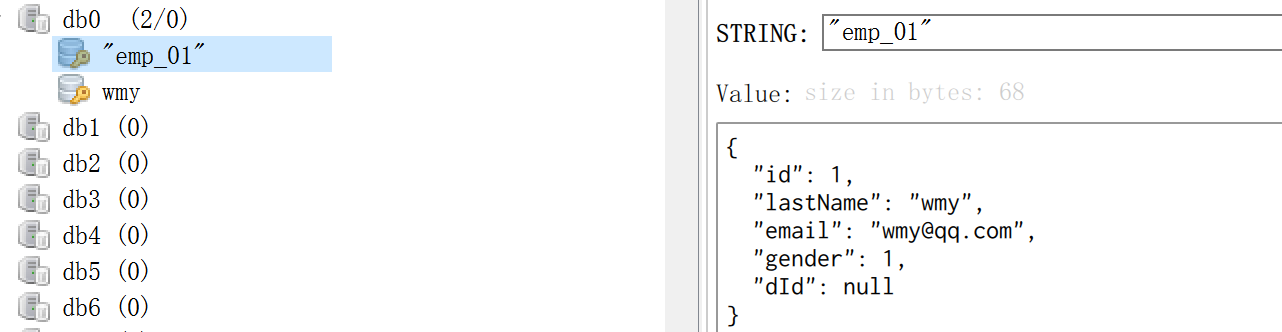 db0 (2/0)
"emp_01"
wmy
db1 (0)
db2 (0)
db3 (0)
db4 (0)
db5 (0)
db6 (0)
STRING: "emp_01"
Value: size in bytes: 68
{
"id": 1,
"lastName": "wmy",
"email": "wmy@qq.com",
"gender": 1,
"dId": null
}